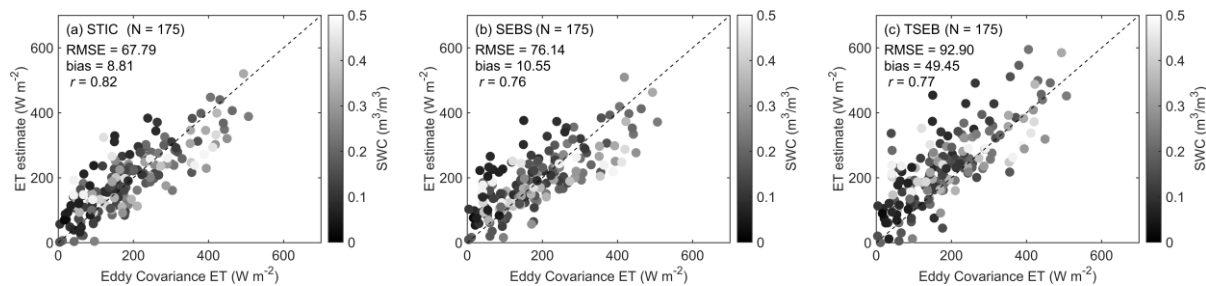 (a) STIC (N = 175)
RMSE = 67.79
bias = 8.81
r = 0.82
600
400
200
0
0 200 400 600
ET estimate (W m-2)
Eddy Covariance ET (W m-2)
0.5
0.4
0.3
0.2
0.1
0
SWC (m3/m3)
(b) SEBS (N = 175)
RMSE = 76.14
bias = 10.55
r = 0.76
600
400
200
0
0 200 400 600
ET estimate (W m-2)
Eddy Covariance ET (W m-2)
0.5
0.4
0.3
0.2
0.1
0
SWC (m3/m3)
(c) TSEB (N = 175)
RMSE = 92.90
bias = 49.45
r = 0.77
600
400
200
0
0 200 400 600
ET estimate (W m-2)
Eddy Covariance ET (W m-2)
0.5
0.4
0.3
0.2
0.1
0
SWC (m3/m3)